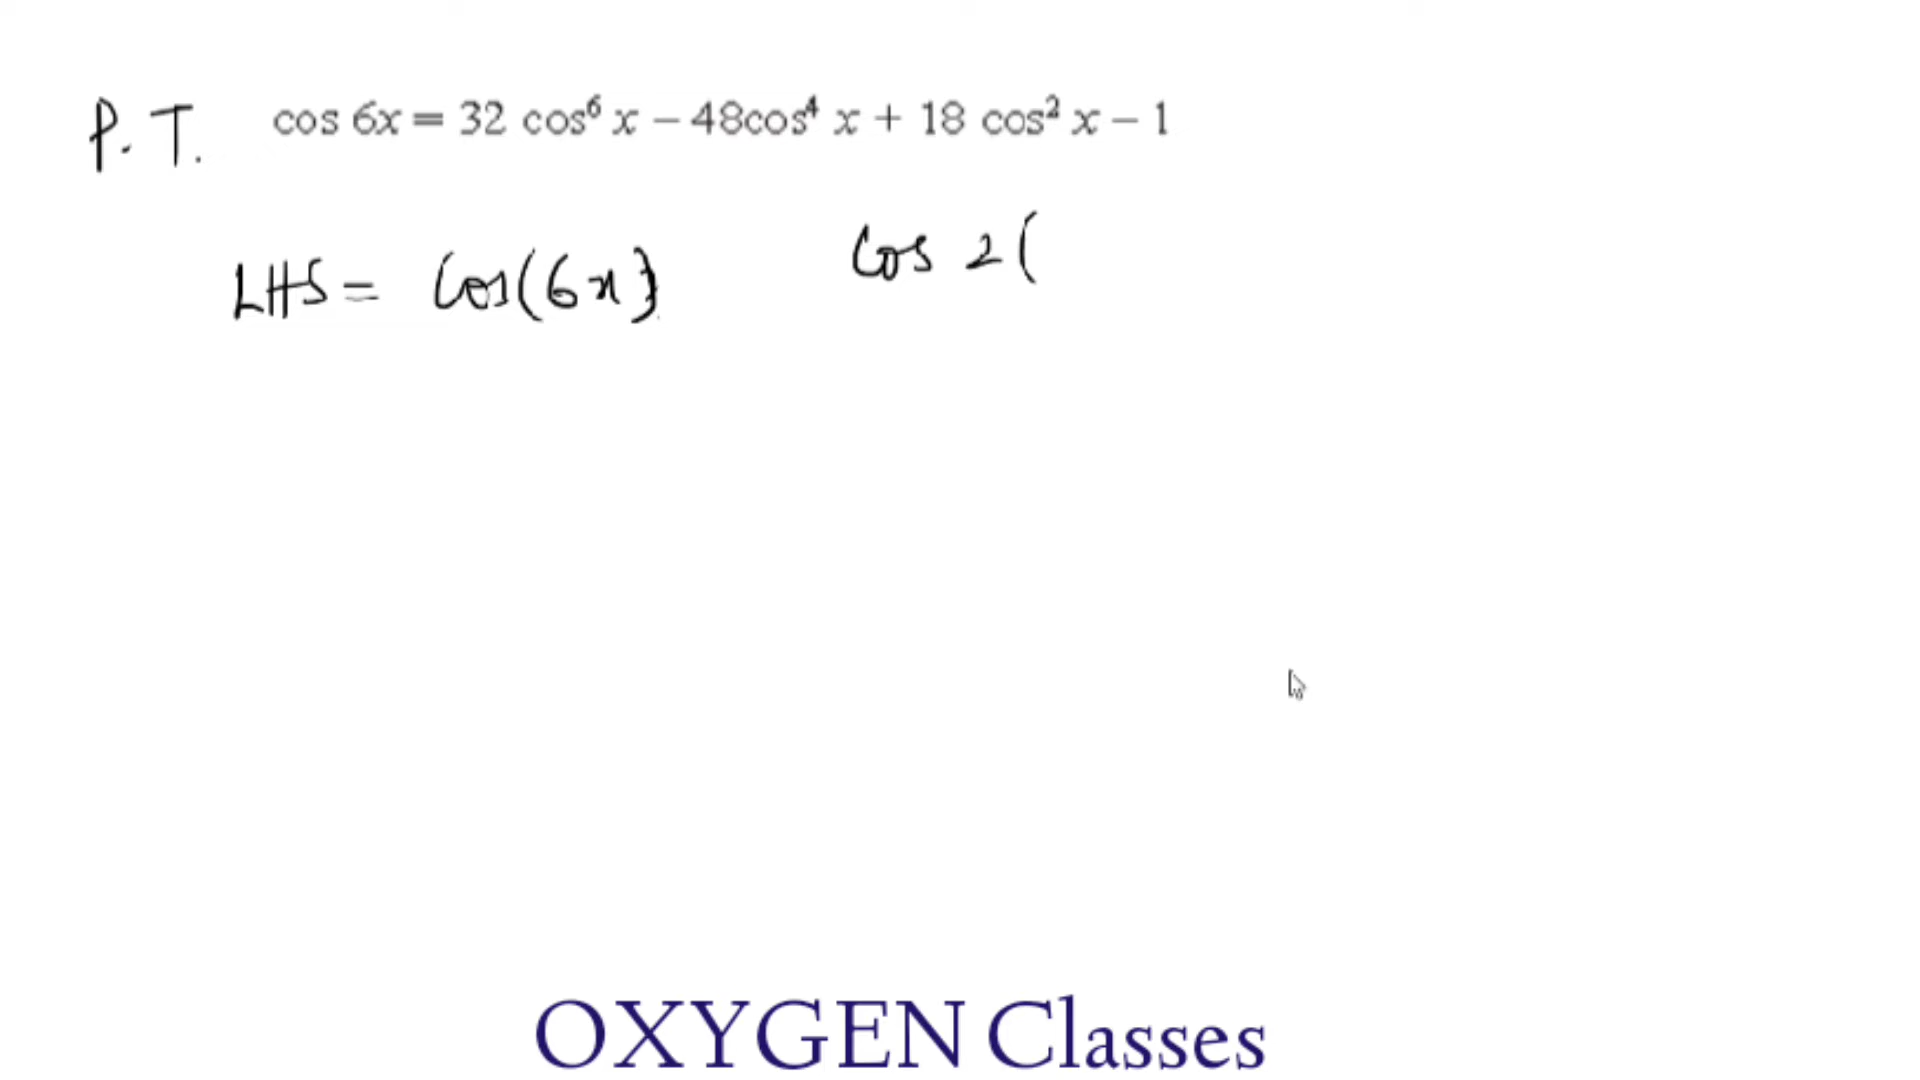 P.T. cos 6x = 32 cos⁶ x – 48cos⁴ x + 18 cos² x – 1
LHS = Cos(6x) Cos 2(
OXYGEN Classes